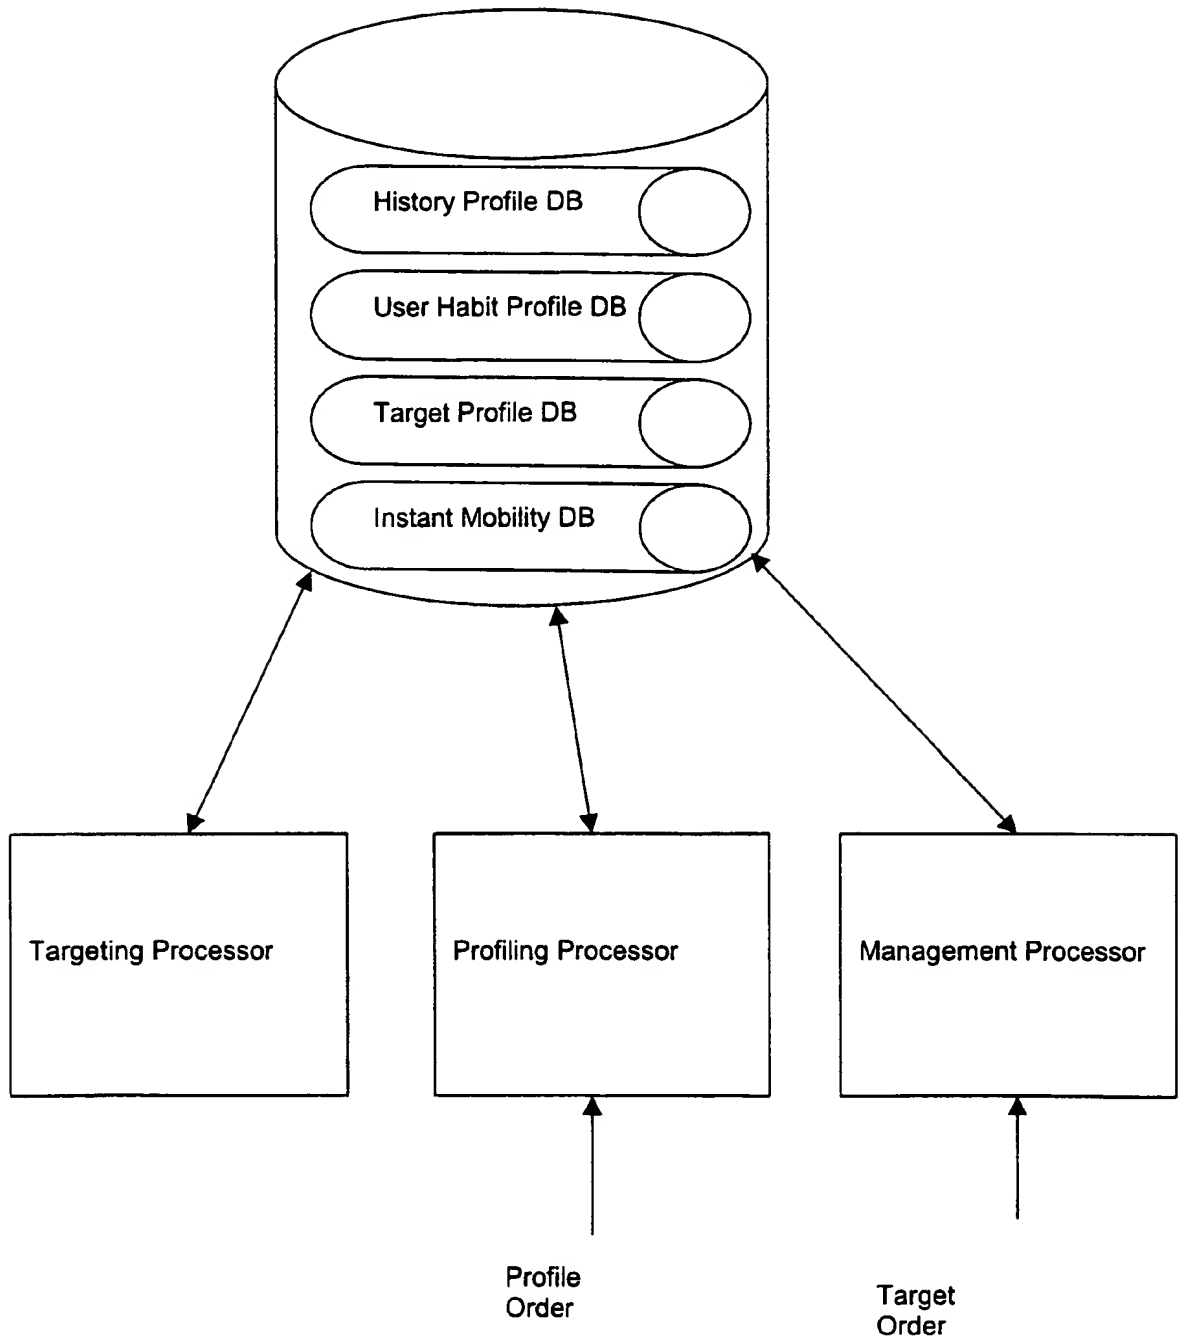 History Profile DB
User Habit Profile DB
Target Profile DB
Instant Mobility DB
Targeting Processor
Profiling Processor
Management Processor
Profile
Order
Target
Order